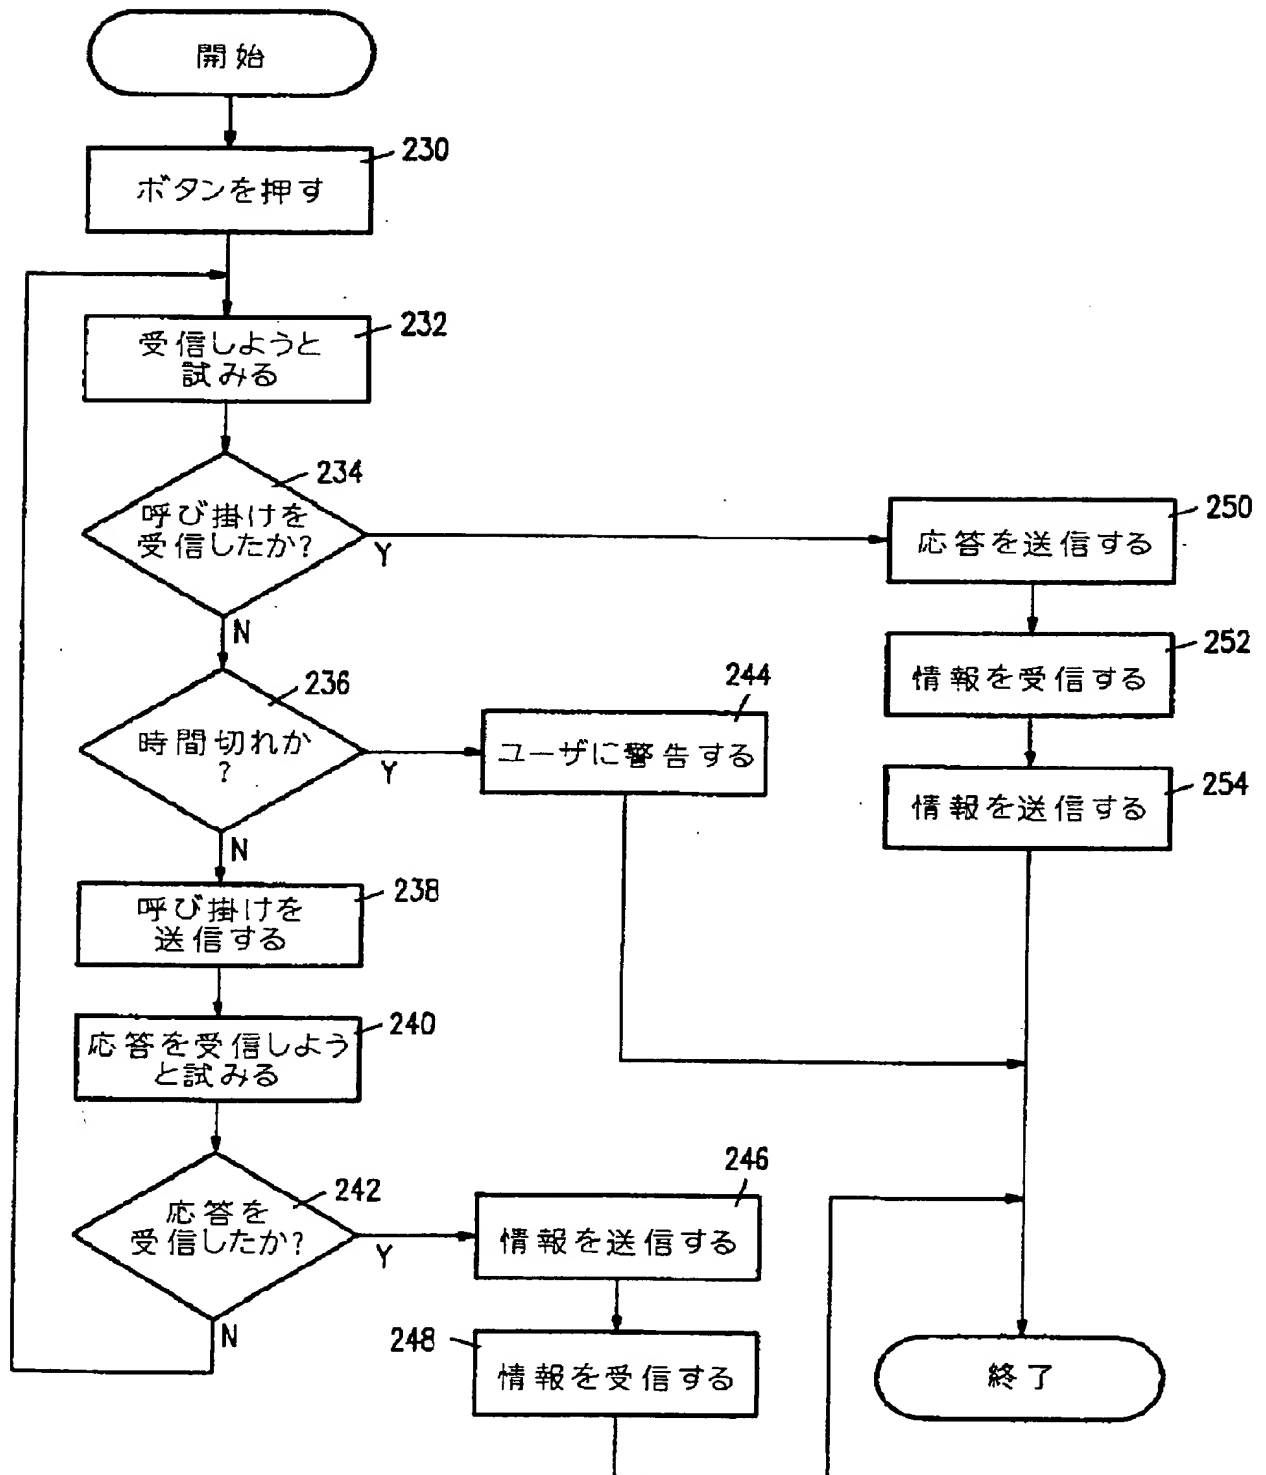 開始
230
ボタンを押す
232
受信しようと
試みる
234
呼び掛けを
受信したか?
Y
N
250
応答を送信する
252
情報を受信する
254
情報を送信する
236
時間切れか
?
Y
N
244
ユーザに警告する
238
呼び掛けを
送信する
240
応答を受信しよう
と試みる
242
応答を
受信したか?
Y
N
246
情報を送信する
248
情報を受信する
終了